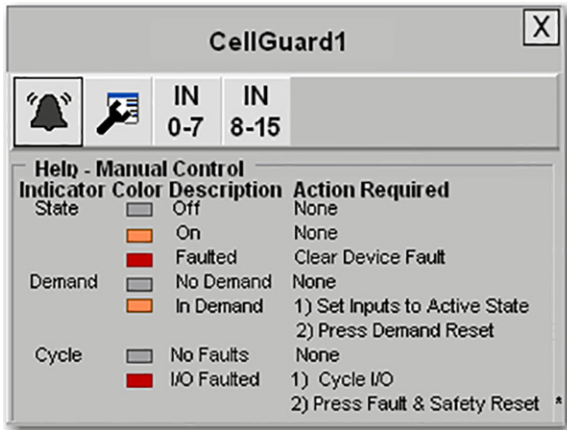 CellGuard1
X
IN
0-7
IN
8-15
Help - Manual Control
Indicator Color Description Action Required
State Off None
On None
Faulted Clear Device Fault
Demand No Demand None
In Demand 1) Set Inputs to Active State
2) Press Demand Reset
Cycle No Faults None
I/O Faulted 1) Cycle I/O
2) Press Fault & Safety Reset *